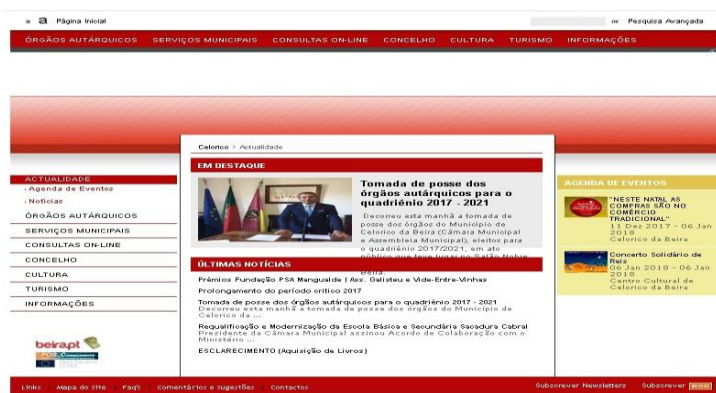 a a Página Inicial
ok Pesquisa Avançada
ÓRGÃOS AUTÁRQUICOS SERVIÇOS MUNICIPAIS CONSULTAS ON-LINE CONCELHO CULTURA TURISMO INFORMAÇÕES
Celorico > Actualidade
ACTUALIDADE
Agenda de Eventos
Notícias
ÓRGÃOS AUTÁRQUICOS
SERVIÇOS MUNICIPAIS
CONSULTAS ON-LINE
CONCELHO
CULTURA
TURISMO
INFORMAÇÕES
beira.pt
EM DESTAQUE
Tomada de posse dos
órgãos autárquicos para o
quadriénio 2017 - 2021
Decorreu esta manhã a tomada de
posse dos órgãos do Município de
Celorico da Beira (Câmara Municipal
e Assembleia Municipal), eleitos para
o quadriénio 2017/2021, em ato
público que teve lugar no Salão Nobre
Beira.
ÚLTIMAS NOTÍCIAS
Prémios Fundação PSA Mangualde | Ass. Galisteu e Vide-Entre-Vinhas
Prolongamento do período crítico 2017
Tomada de posse dos órgãos autárquicos para o quadriénio 2017 - 2021
Decorreu esta manhã a tomada de posse dos órgãos do Município de
Celorico da ...
Requalificação e Modernização da Escola Básica e Secundária Sacadura Cabral
Presidente da Câmara Municipal assinou Acordo de Colaboração com o
Ministério ...
ESCLARECIMENTO (Aquisição de Livros)
AGENDA DE EVENTOS
"NESTE NATAL AS
COMPRAS SÃO NO
COMÉRCIO
TRADICIONAL"
11 Dez 2017 - 06 Jan
2018
Celorico da Beira
Concerto Solidário de
Reis
06 Jan 2018 - 06 Jan
2018
Centro Cultural de
Celorico da Beira
Links Mapa do Site Faq's Comentários e sugestões Contactos
Subscrever Newsletters Subscrever RSS